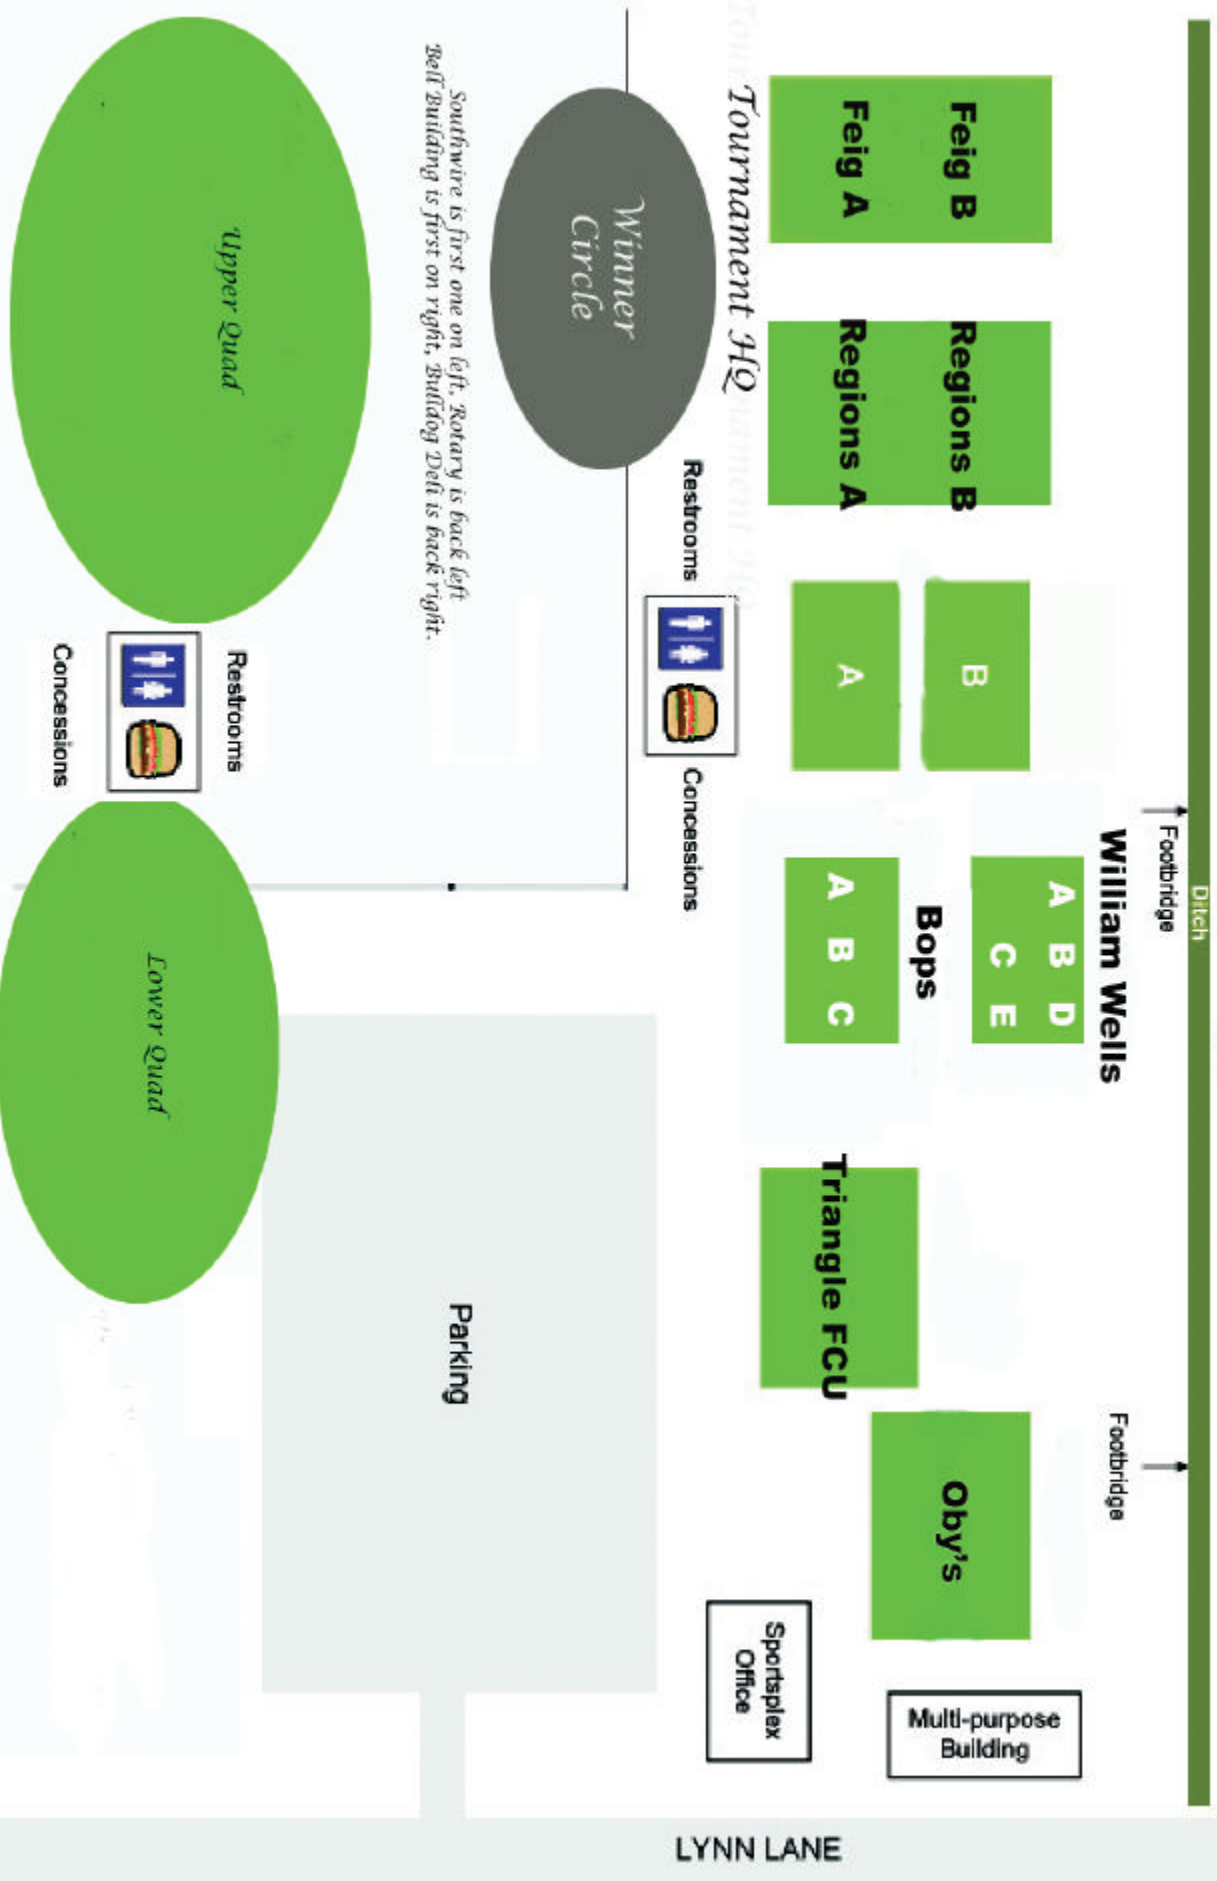 Ditch
Footbridge
Footbridge
William Wells
A B D
C E
Bops
A B C
Feig B
Feig A
Regions B
Regions A
B
A
Triangle FCU
Oby's
Multi-purpose
Building
Sportsplex
Office
Tournament HQ
Restrooms
Concessions
Winner
Circle
Southwire is first one on left, Rotary is back left
Bell Building is first on right, Bulldog Deli is back right.
Parking
Upper Quad
Restrooms
Concessions
Lower Quad
LYNN LANE